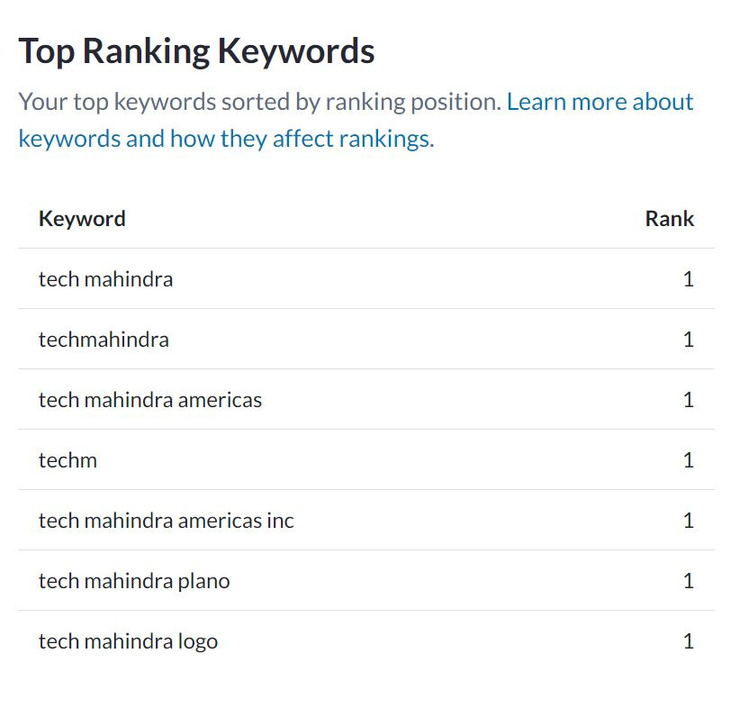 Top Ranking Keywords
Your top keywords sorted by ranking position. Learn more about
keywords and how they affect rankings.
Keyword Rank
tech mahindra 1
techmahindra 1
tech mahindra americas 1
techm 1
tech mahindra americas inc 1
tech mahindra plano 1
tech mahindra logo 1